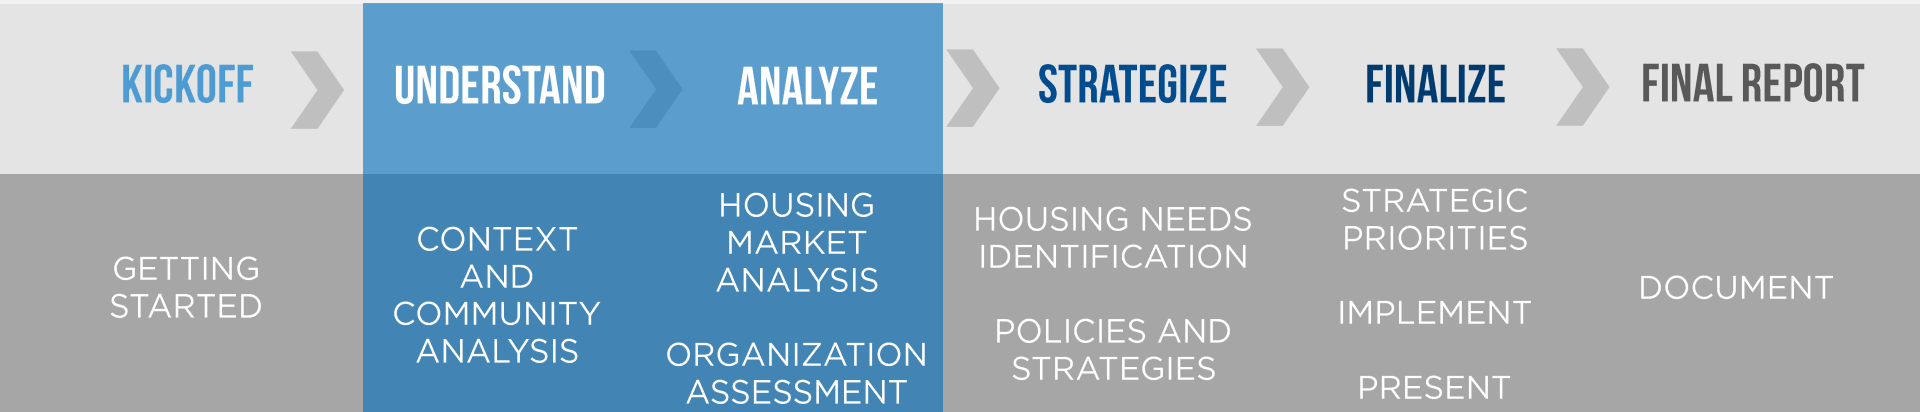 KICKOFF
UNDERSTAND
ANALYZE
STRATEGIZE
FINALIZE
FINAL REPORT
GETTING
STARTED
CONTEXT
AND
COMMUNITY
ANALYSIS
HOUSING
MARKET
ANALYSIS
ORGANIZATION
ASSESSMENT
HOUSING NEEDS
IDENTIFICATION
POLICIES AND
STRATEGIES
STRATEGIC
PRIORITIES
IMPLEMENT
PRESENT
DOCUMENT